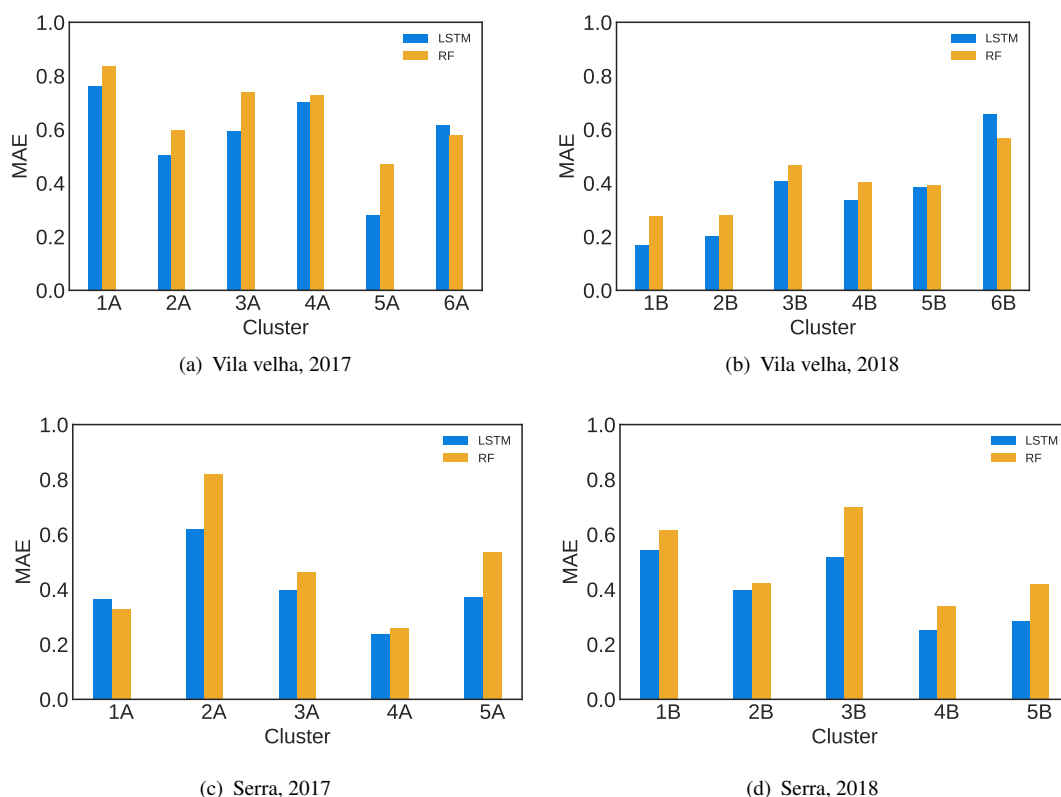 1.0
0.8
0.6
0.4
0.2
0.0
MAE
LSTM
RF
1A 2A 3A 4A 5A 6A
Cluster
(a) Vila velha, 2017
1.0
0.8
0.6
0.4
0.2
0.0
MAE
LSTM
RF
1B 2B 3B 4B 5B 6B
Cluster
(b) Vila velha, 2018
1.0
0.8
0.6
0.4
0.2
0.0
MAE
LSTM
RF
1A 2A 3A 4A 5A
Cluster
(c) Serra, 2017
1.0
0.8
0.6
0.4
0.2
0.0
MAE
LSTM
RF
1B 2B 3B 4B 5B
Cluster
(d) Serra, 2018